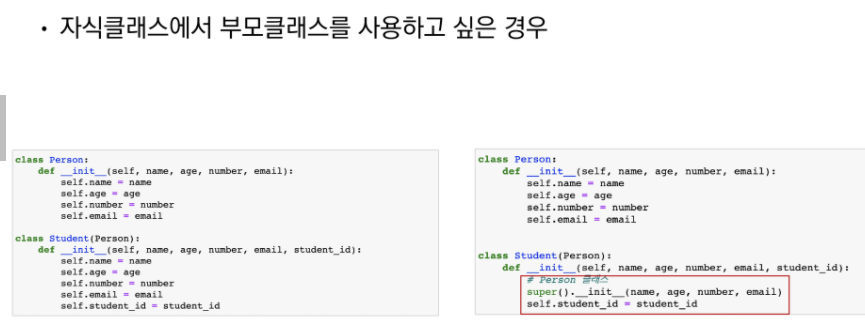 • 자식클래스에서 부모클래스를 사용하고 싶은 경우
class Person:
    def __init__(self, name, age, number, email):
        self.name = name
        self.age = age
        self.number = number
        self.email = email
class Student(Person):
    def __init__(self, name, age, number, email, student_id):
        self.name = name
        self.age = age
        self.number = number
        self.email = email
        self.student_id = student_id
class Person:
    def __init__(self, name, age, number, email):
        self.name = name
        self.age = age
        self.number = number
        self.email = email
class Student(Person):
    def __init__(self, name, age, number, email, student_id):
        # Person 클래스
        super().__init__(name, age, number, email)
        self.student_id = student_id